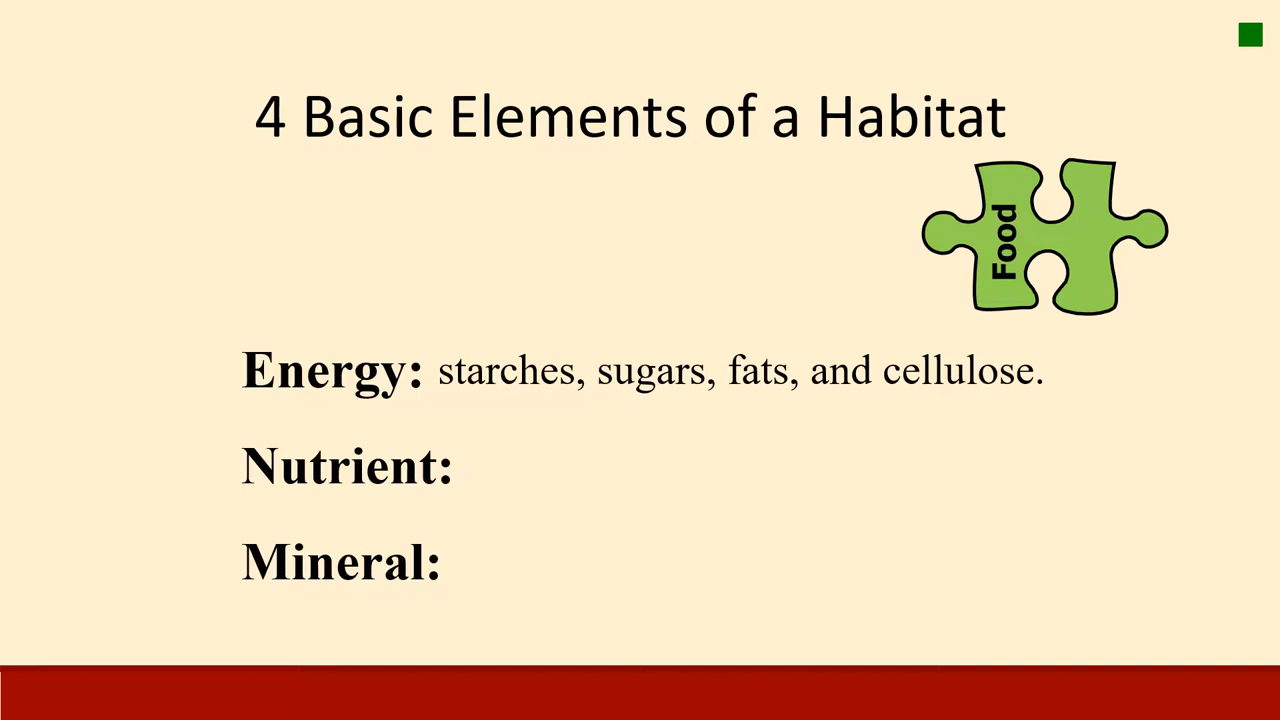 4 Basic Elements of a Habitat
Food
Energy: starches, sugars, fats, and cellulose.
Nutrient:
Mineral: